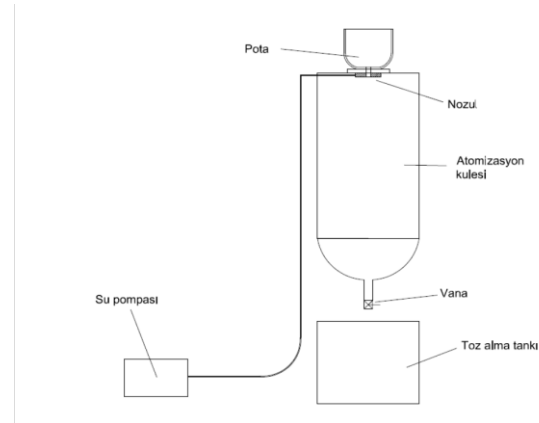 Pota
Nozul
Atomizasyon
kulesi
Vana
Su pompası
Toz alma tankı